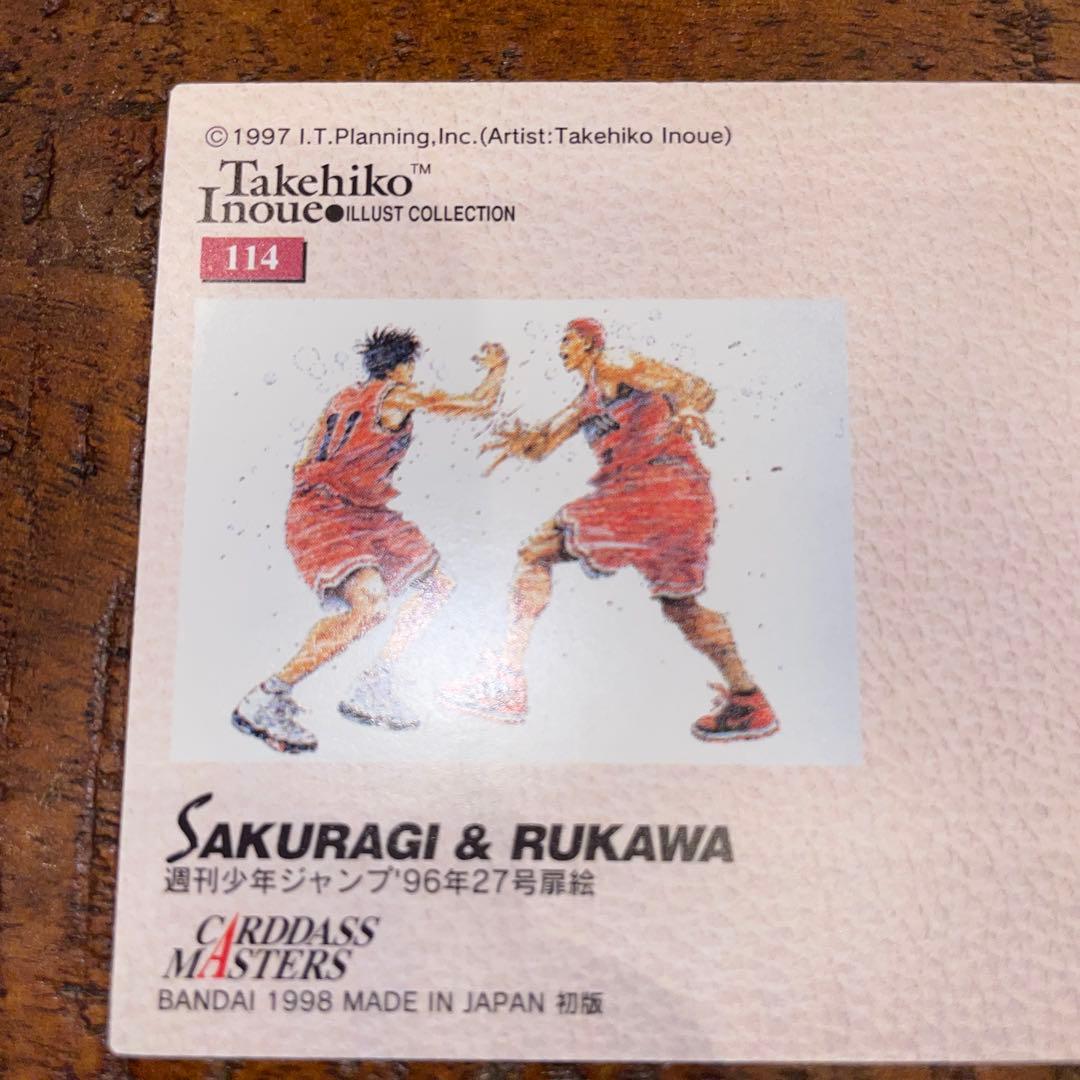 ©1997 I.T.Planning,Inc.(Artist:Takehiko Inoue)
Takehiko™
Inoue●ILLUST COLLECTION
114
11
SAKURAGI & RUKAWA
週刊少年ジャンプ'96年27号扉絵
CARDDASS
MASTERS
BANDAI 1998 MADE IN JAPAN 初版